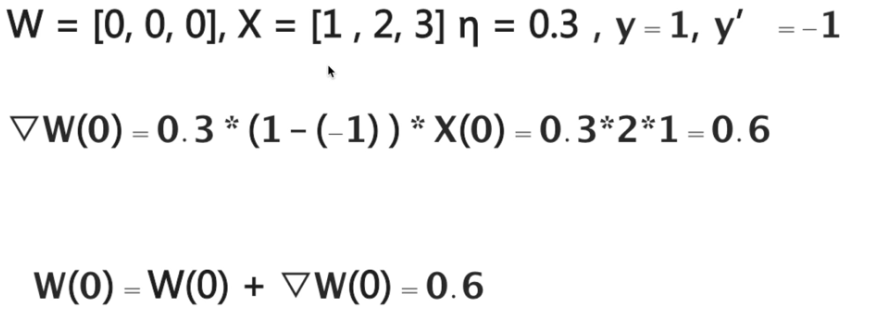 W = [0, 0, 0], X = [1 , 2, 3] η = 0.3 , y = 1, y′ = −1
▽W(0) = 0.3 * (1 – (−1) ) * X(0) = 0.3*2*1 = 0.6
W(0) = W(0) + ▽W(0) = 0.6